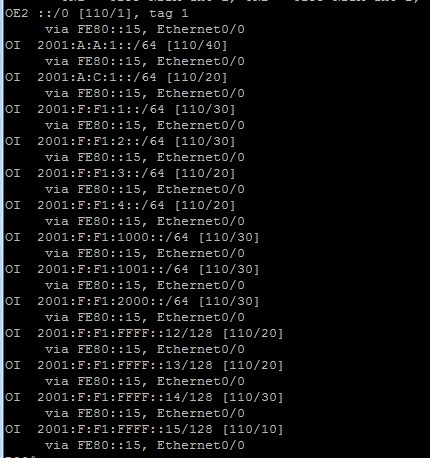 OE2 ::/0 [110/1], tag 1
via FE80::15, Ethernet0/0
OI 2001:A:A:1::/64 [110/40]
via FE80::15, Ethernet0/0
OI 2001:A:C:1::/64 [110/20]
via FE80::15, Ethernet0/0
OI 2001:F:F1:1::/64 [110/30]
via FE80::15, Ethernet0/0
OI 2001:F:F1:2::/64 [110/30]
via FE80::15, Ethernet0/0
OI 2001:F:F1:3::/64 [110/20]
via FE80::15, Ethernet0/0
OI 2001:F:F1:4::/64 [110/20]
via FE80::15, Ethernet0/0
OI 2001:F:F1:1000::/64 [110/30]
via FE80::15, Ethernet0/0
OI 2001:F:F1:1001::/64 [110/30]
via FE80::15, Ethernet0/0
OI 2001:F:F1:2000::/64 [110/30]
via FE80::15, Ethernet0/0
OI 2001:F:F1:FFFF::12/128 [110/20]
via FE80::15, Ethernet0/0
OI 2001:F:F1:FFFF::13/128 [110/20]
via FE80::15, Ethernet0/0
OI 2001:F:F1:FFFF::14/128 [110/30]
via FE80::15, Ethernet0/0
OI 2001:F:F1:FFFF::15/128 [110/10]
via FE80::15, Ethernet0/0